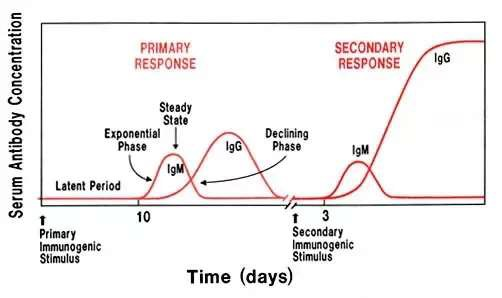 Serum Antibody Concentration
PRIMARY
RESPONSE
SECONDARY
RESPONSE
Steady
State
Exponential
Phase
IgM
IgG
Declining
Phase
Latent Period
IgM
IgG
10
3
Primary
Immunogenic
Stimulus
Secondary
Immunogenic
Stimulus
Time (days)